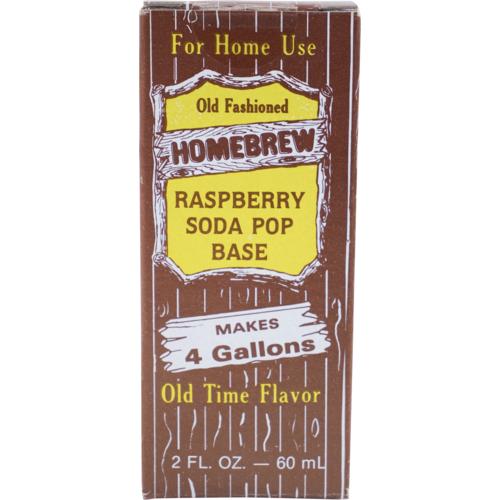 For Home Use
Old Fashioned
HOMEBREW
RASPBERRY
SODA POP
BASE
MAKES
4 Gallons
Old Time Flavor
2 FL. OZ. — 60 mL